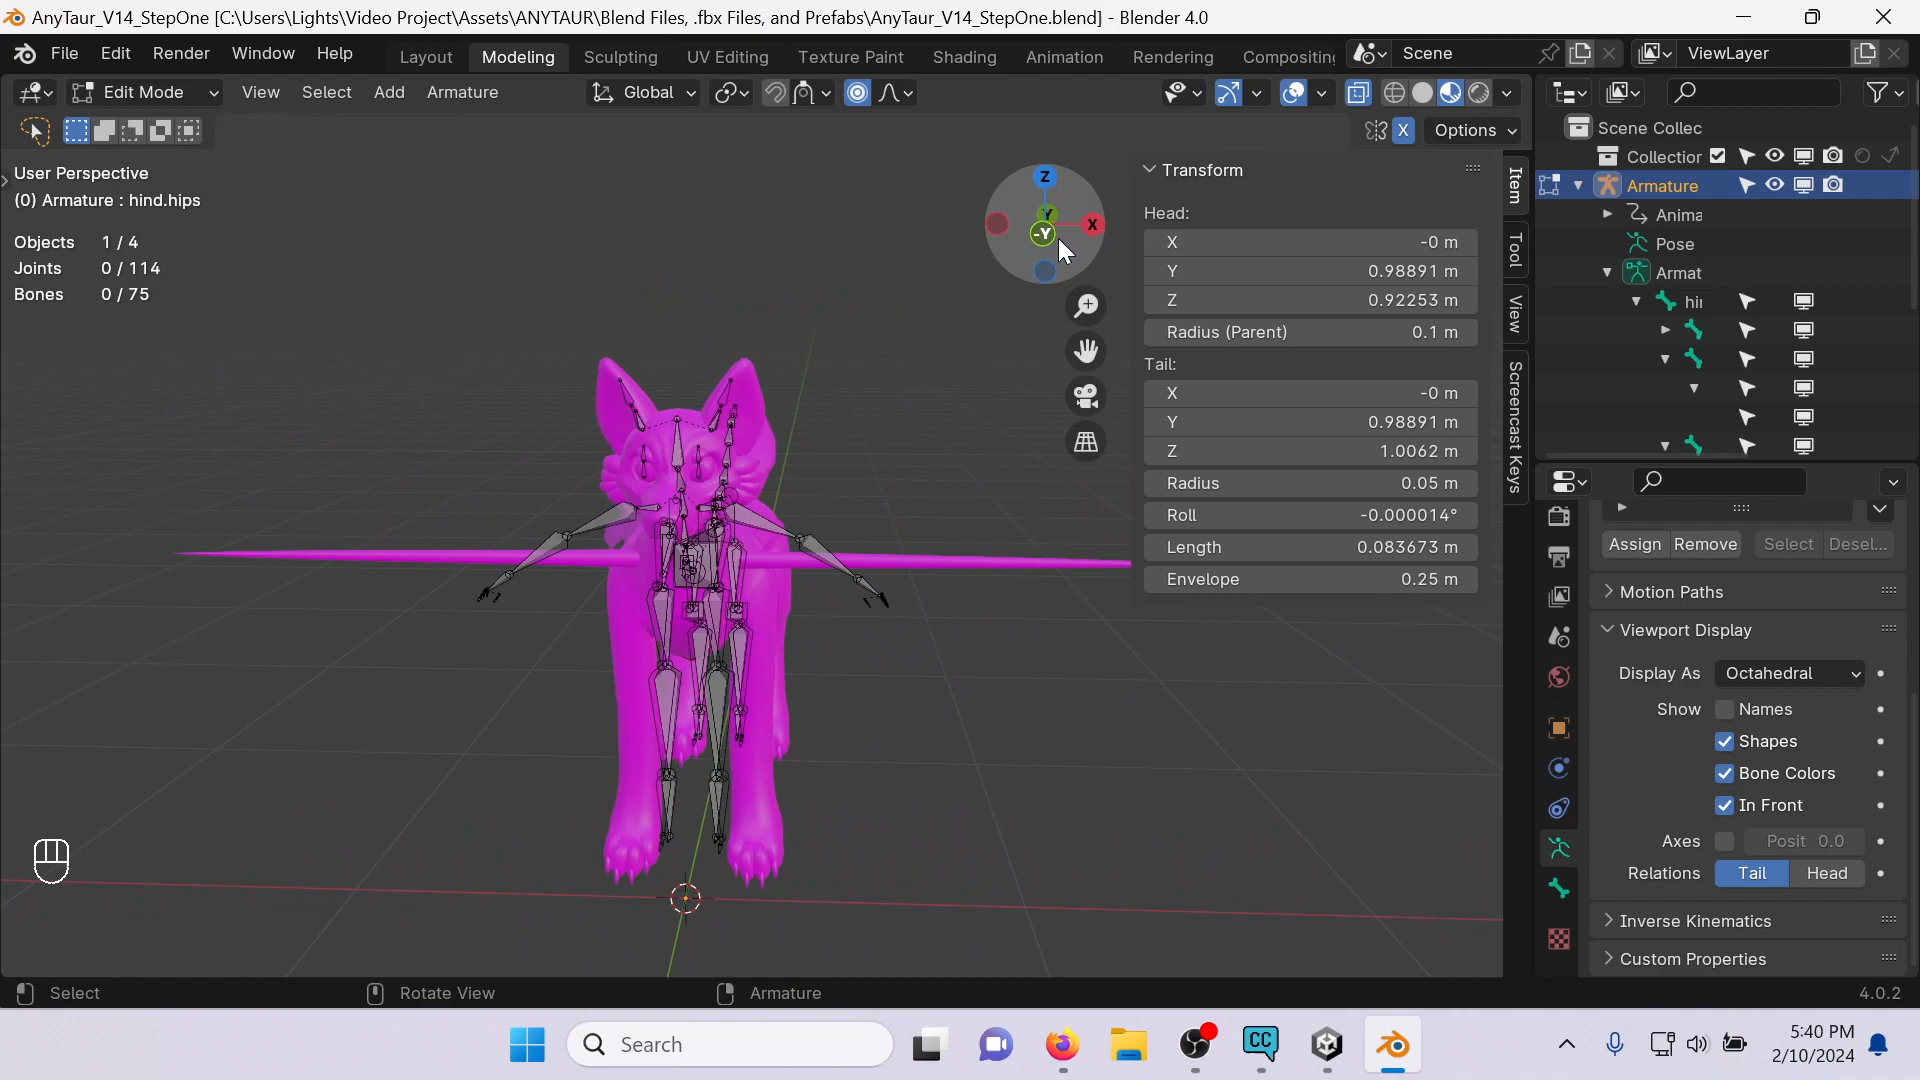 AnyTaur_V14_StepOne [C:\Users\Lights\Video Project\Assets\ANYTAUR\Blend Files, .fbx Files, and Prefabs\AnyTaur_V14_StepOne.blend] - Blender 4.0
File Edit Render Window Help Layout Modeling Sculpting UV Editing Texture Paint Shading Animation Rendering Compositing Scene ViewLayer
Edit Mode View Select Add Armature Global
X Options
User Perspective
(0) Armature : hind.hips
Objects 1 / 4
Joints 0 / 114
Bones 0 / 75
Z
Y
-Y
X
Transform
Head:
X -0 m
Y 0.98891 m
Z 0.92253 m
Radius (Parent) 0.1 m
Tail:
X -0 m
Y 0.98891 m
Z 1.0062 m
Radius 0.05 m
Roll -0.000014°
Length 0.083673 m
Envelope 0.25 m
Item
Tool
View
Screencast Keys
Scene Collec
Collection
Armature
Anima
Pose
Armat
hi
Assign Remove Select Desel...
Motion Paths
Viewport Display
Display As Octahedral
Show Names
Shapes
Bone Colors
In Front
Axes Posit 0.0
Relations Tail Head
Inverse Kinematics
Custom Properties
Select Rotate View Armature 4.0.2
Search
CC
5:40 PM
2/10/2024